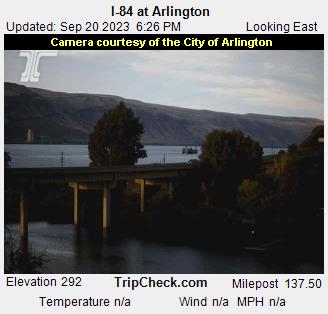 I-84 at Arlington
Updated: Sep 20 2023 6:26 PM Looking East
Camera courtesy of the City of Arlington
Elevation 292 TripCheck.com Milepost 137.50
Temperature n/a Wind n/a MPH n/a